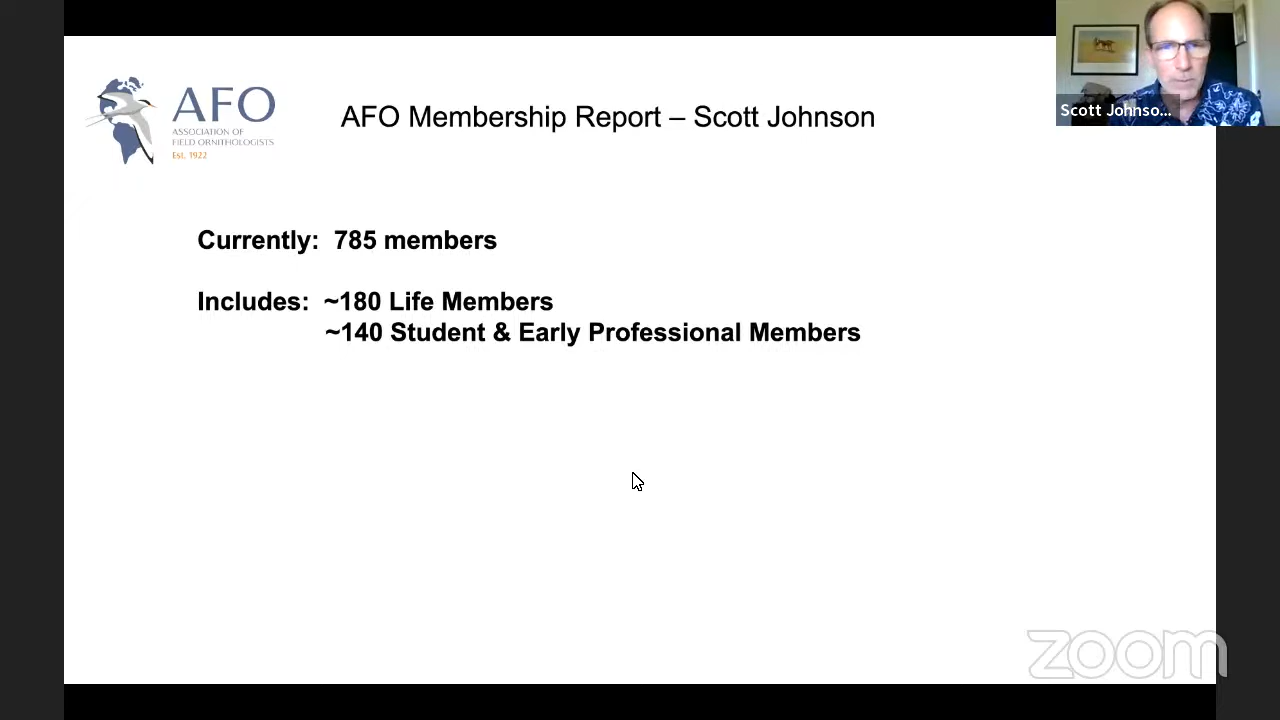 AFO
ASSOCIATION OF
FIELD ORNITHOLOGISTS
Est. 1922
AFO Membership Report – Scott Johnson
Scott Johnso...
Currently: 785 members
Includes: ~180 Life Members
~140 Student & Early Professional Members
zoom